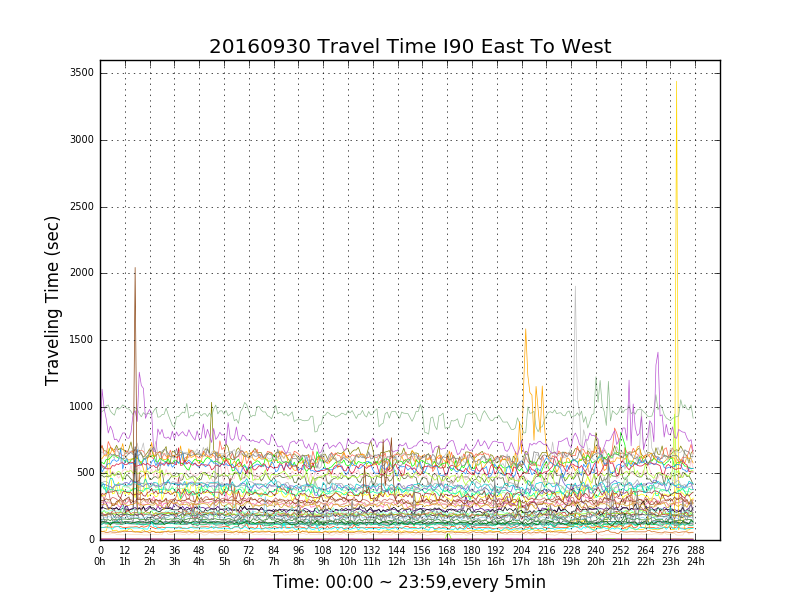 20160930 Travel Time I90 East To West
Traveling Time (sec)
3500
3000
2500
2000
1500
1000
500
0
0 12 24 36 48 60 72 84 96 108 120 132 144 156 168 180 192 204 216 228 240 252 264 276 288
0h 1h 2h 3h 4h 5h 6h 7h 8h 9h 10h 11h 12h 13h 14h 15h 16h 17h 18h 19h 20h 21h 22h 23h 24h
Time: 00:00 ~ 23:59,every 5min